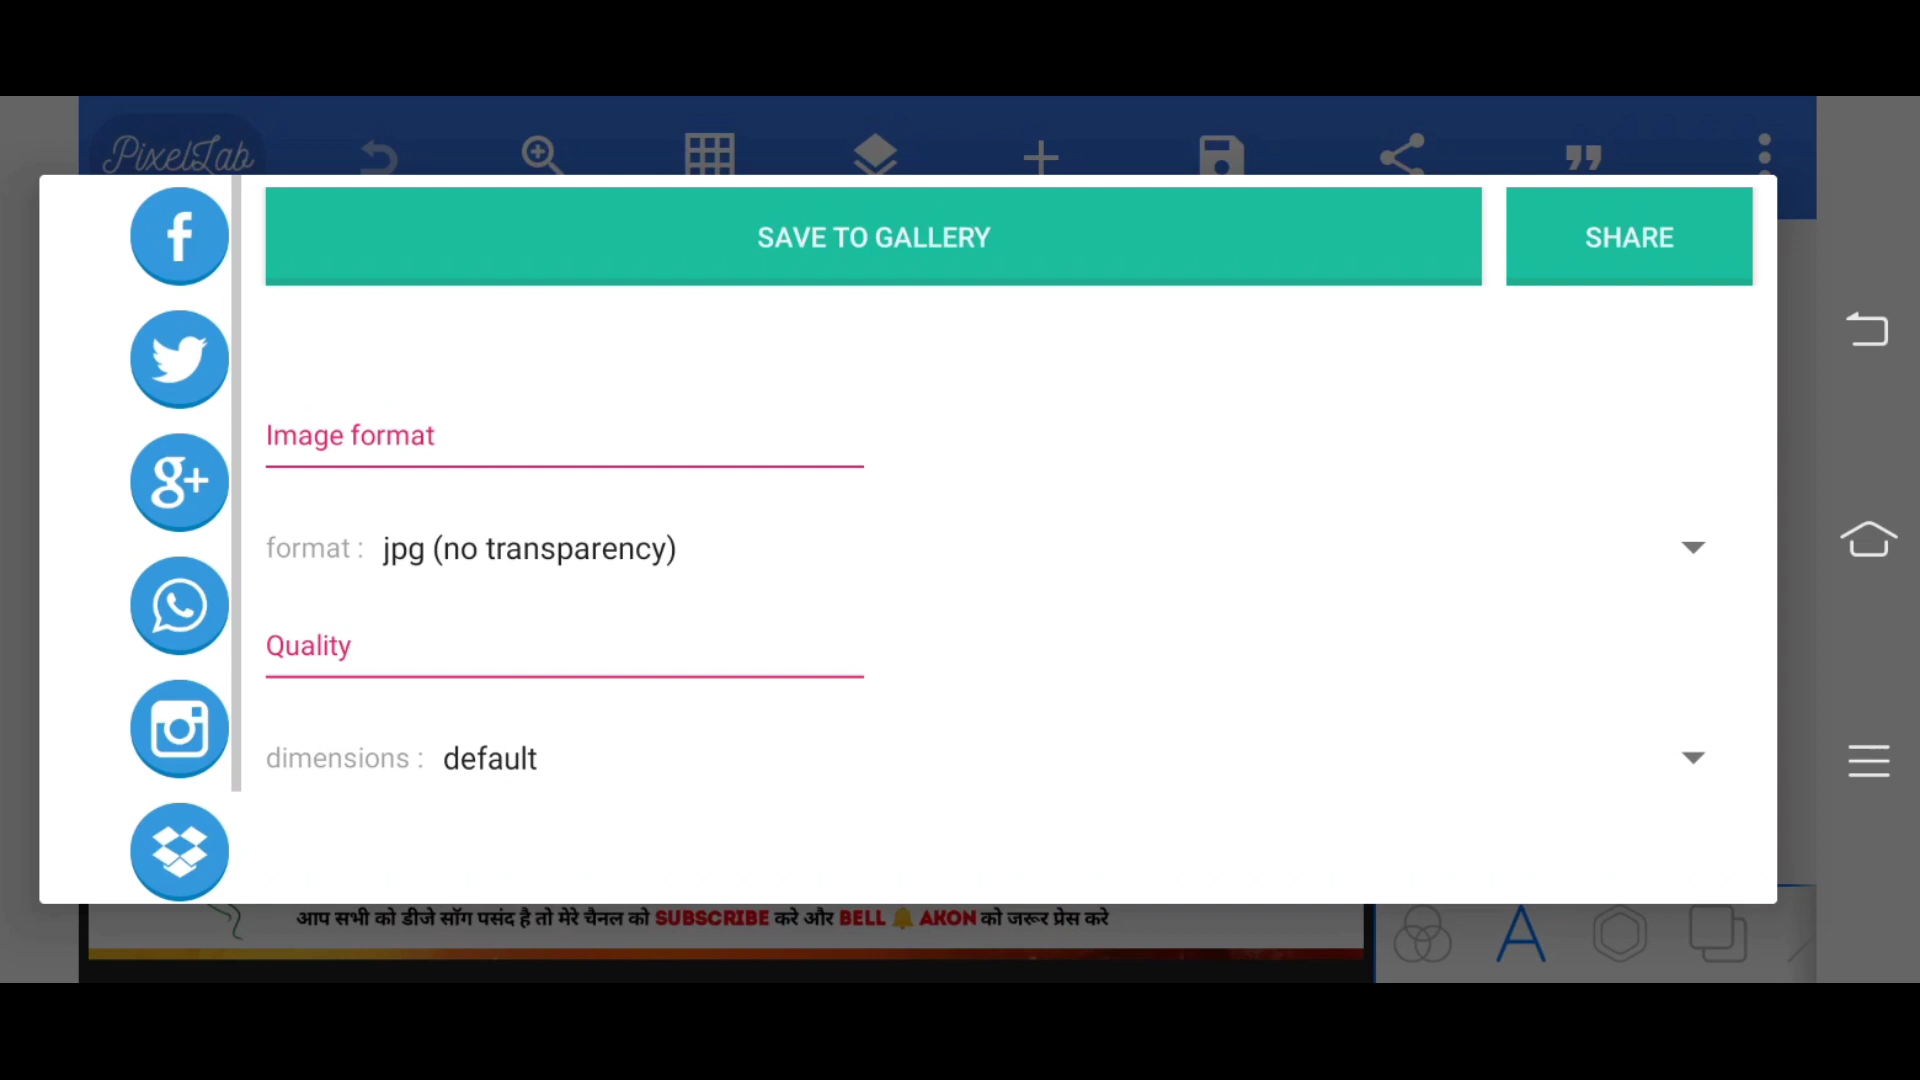 PixelLab
SAVE TO GALLERY
SHARE
Image format
format : jpg (no transparency)
Quality
dimensions : default
आप सभी को डीजे सॉग पसंद है तो मेरे चैनल को SUBSCRIBE करे और BELL 🔔 AKON को जरूर प्रेस करे